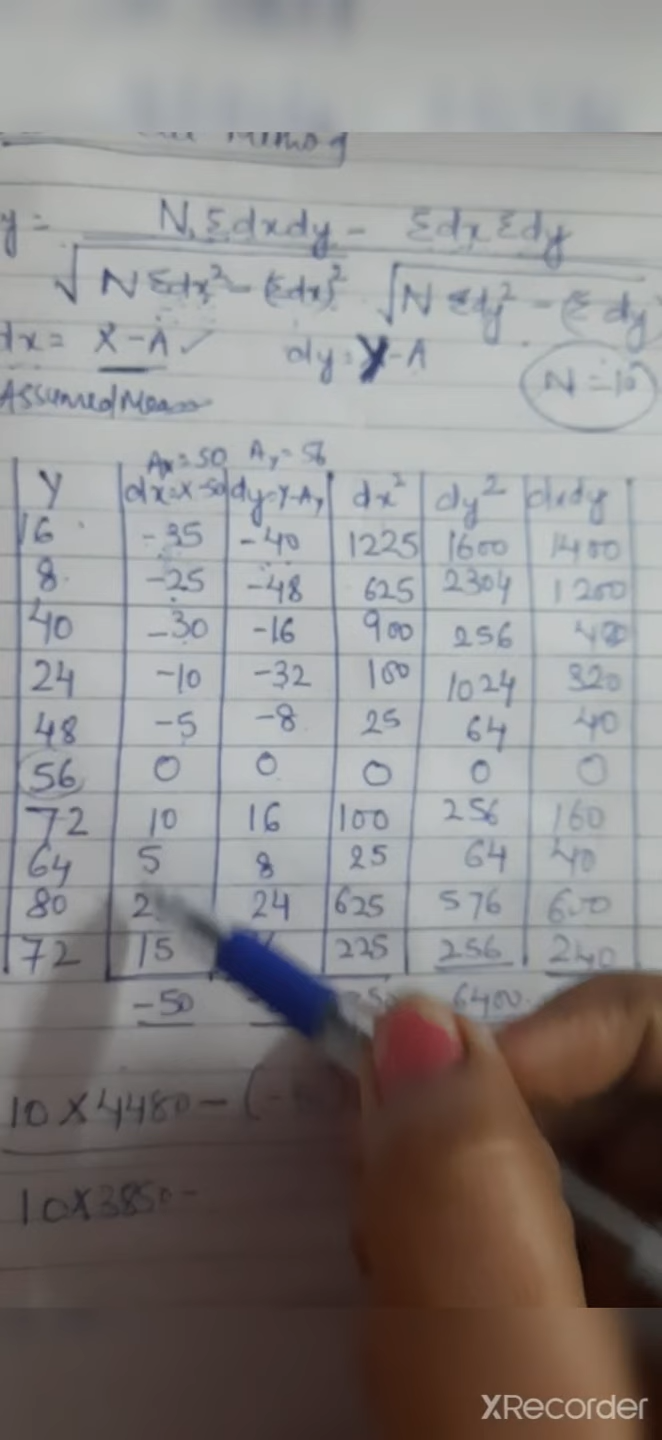 y = N. Σdxdy - Σdx Σdy
√NΣdx² - (Σdx)² √N Σdy² - (Σdy
dx = X - A ✓ dy = Y - A
N = 10
Assumed Mean
Ax = 50 Ay = 56
Y dx = X - 50 dy = Y - Ay dx² dy² dxdy
16 -35 -40 1225 1600 1400
8 -25 -48 625 2304 1200
40 -30 -16 900 256
24 -10 -32 100 1024 320
48 -5 -8 25 64 40
56 0 0 0 0 0
72 10 16 100 256 160
64 5 8 25 64 40
80 2 24 625 576 600
72 15 225 256 240
-50 6400
10 × 4480 - (-
10 × 3850 -
XRecorder